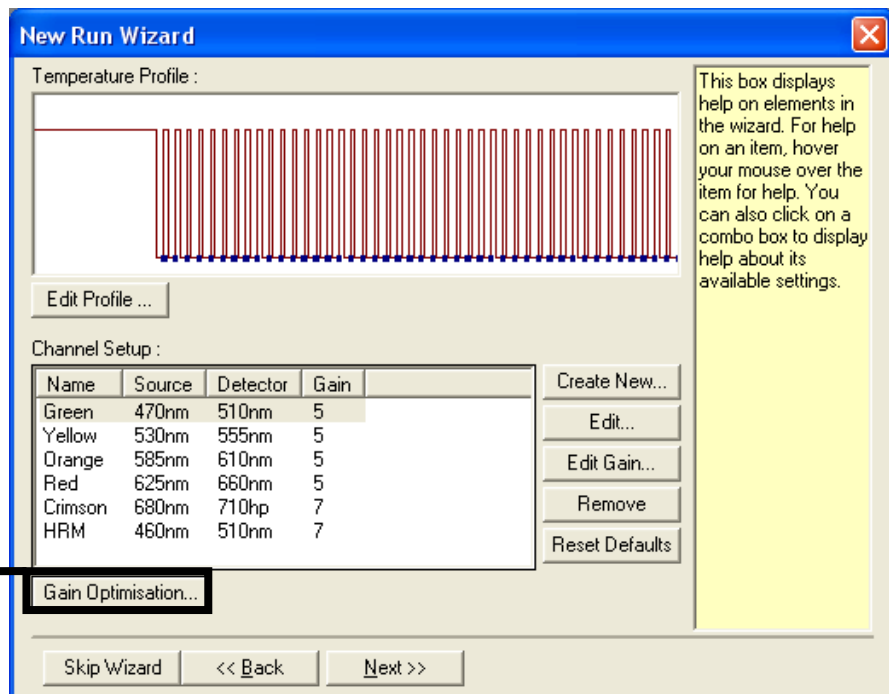 New Run Wizard
Temperature Profile :
Edit Profile ...
Channel Setup :
Name Source Detector Gain
Green 470nm 510nm 5
Yellow 530nm 555nm 5
Orange 585nm 610nm 5
Red 625nm 660nm 5
Crimson 680nm 710hp 7
HRM 460nm 510nm 7
Create New...
Edit...
Edit Gain...
Remove
Reset Defaults
Gain Optimisation...
This box displays
help on elements in
the wizard. For help
on an item, hover
your mouse over the
item for help. You
can also click on a
combo box to display
help about its
available settings.
Skip Wizard << Back Next >>